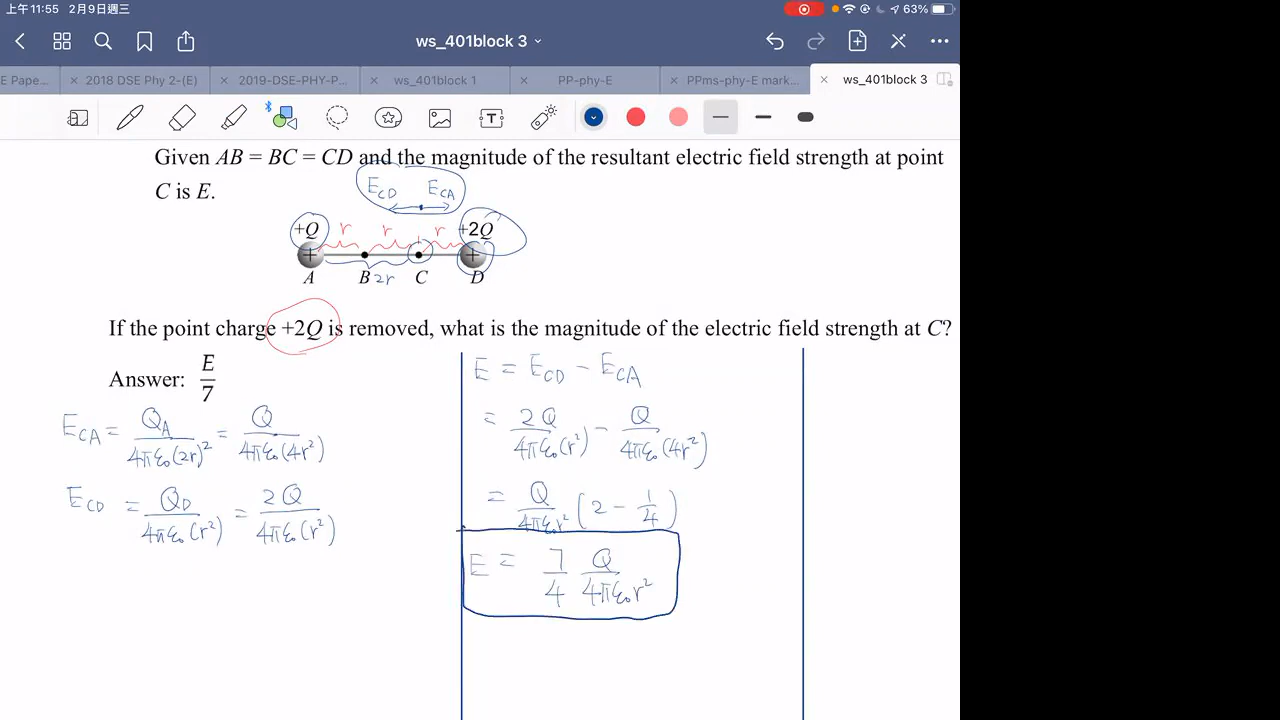 上午11:55 2月9日週三
63%
ws_401block 3
E Pape...
2018 DSE Phy 2-(E)
2019-DSE-PHY-P...
ws_401block 1
PP-phy-E
PPms-phy-E mark...
ws_401block 3
Given AB = BC = CD and the magnitude of the resultant electric field strength at point
C is E.
E_CD E_CA
+Q r r r +2Q
+ +
A B 2r C D
If the point charge +2Q is removed, what is the magnitude of the electric field strength at C?
Answer: E/7
E_CA = Q_A/4πε₀(2r)² = Q/4πε₀(4r²)
E_CD = Q_D/4πε₀(r²) = 2Q/4πε₀(r²)
E = E_CD − E_CA
= 2Q/4πε₀(r²) − Q/4πε₀(4r²)
= Q/4πε₀r² (2 − 1/4)
E = 7/4 Q/4πε₀r²